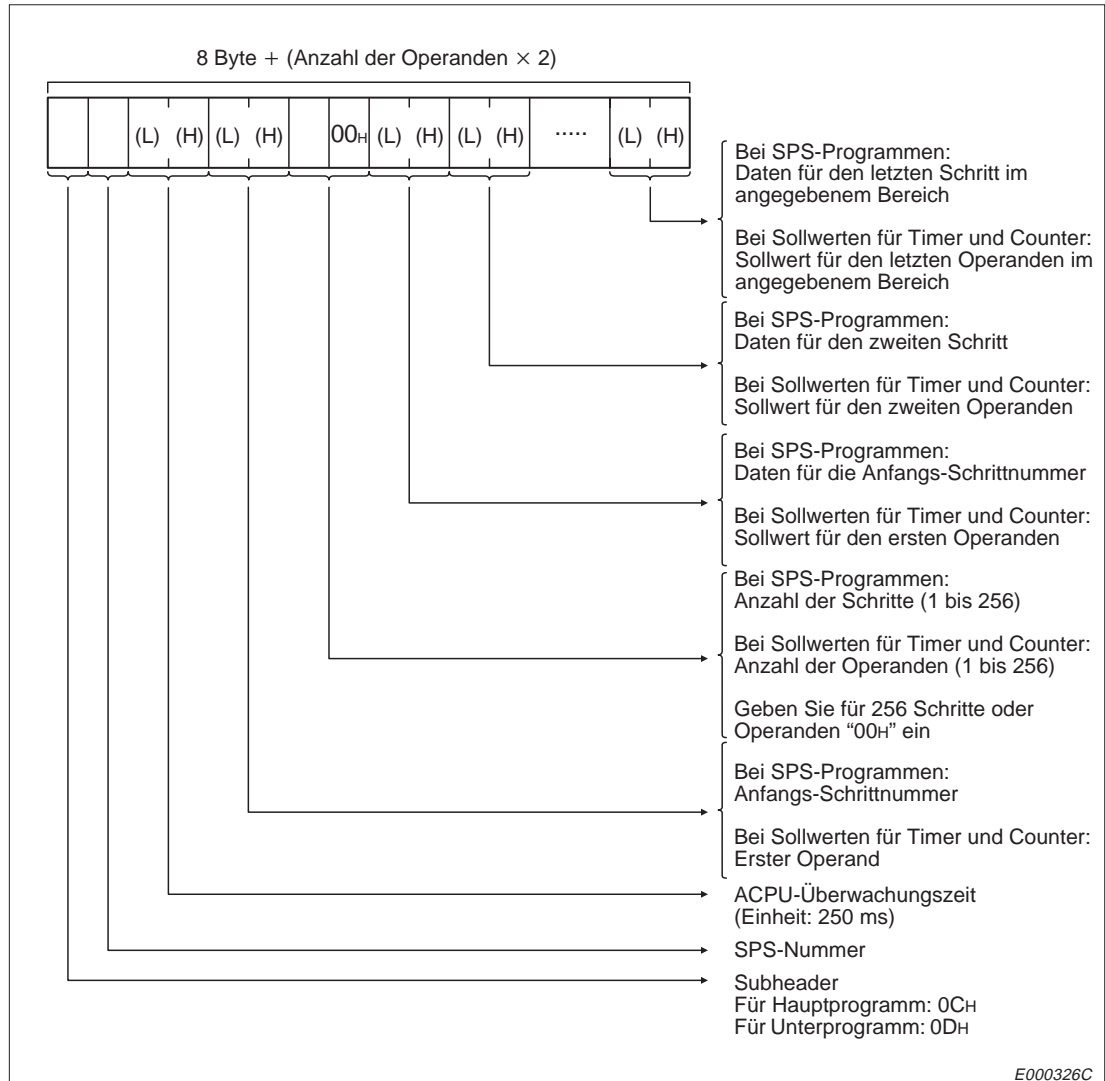 8 Byte + (Anzahl der Operanden × 2)
(L) (H) (L) (H) 00H (L) (H) (L) (H) ..... (L) (H)
Bei SPS-Programmen:
Daten für den letzten Schritt im
angegebenem Bereich
Bei Sollwerten für Timer und Counter:
Sollwert für den letzten Operanden im
angegebenem Bereich
Bei SPS-Programmen:
Daten für den zweiten Schritt
Bei Sollwerten für Timer und Counter:
Sollwert für den zweiten Operanden
Bei SPS-Programmen:
Daten für die Anfangs-Schrittnummer
Bei Sollwerten für Timer und Counter:
Sollwert für den ersten Operanden
Bei SPS-Programmen:
Anzahl der Schritte (1 bis 256)
Bei Sollwerten für Timer und Counter:
Anzahl der Operanden (1 bis 256)
Geben Sie für 256 Schritte oder
Operanden “00H” ein
Bei SPS-Programmen:
Anfangs-Schrittnummer
Bei Sollwerten für Timer und Counter:
Erster Operand
ACPU-Überwachungszeit
(Einheit: 250 ms)
SPS-Nummer
Subheader
Für Hauptprogramm: 0CH
Für Unterprogramm: 0DH
E000326C